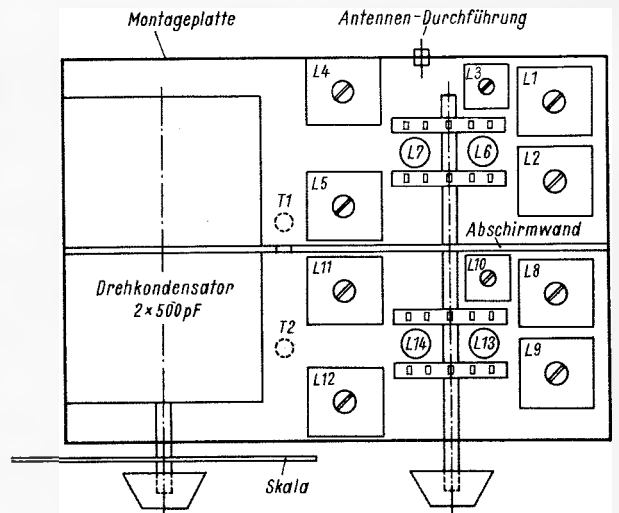 Montageplatte
Antennen-Durchführung
L4
L3
L1
L7
L6
L2
L5
T1
Abschirmwand
L11
L10
L8
Drehkondensator
2×500pF
T2
L14
L13
L9
L12
Skala